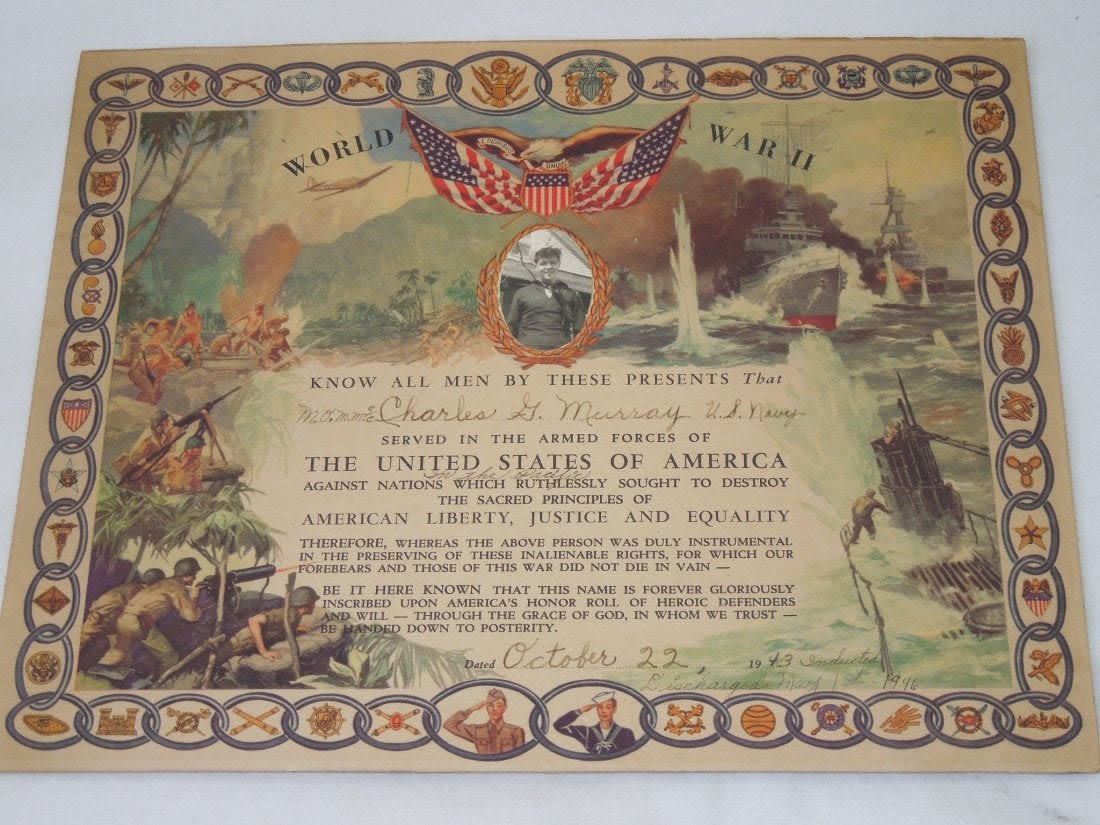 WORLD WAR II
E PLURIBUS UNUM
KNOW ALL MEN BY THESE PRESENTS That
Charles G. Murray U.S. Navy
SERVED IN THE ARMED FORCES OF
THE UNITED STATES OF AMERICA
in the Pacific
AGAINST NATIONS WHICH RUTHLESSLY SOUGHT TO DESTROY
THE SACRED PRINCIPLES OF
AMERICAN LIBERTY, JUSTICE AND EQUALITY
THEREFORE, WHEREAS THE ABOVE PERSON WAS DULY INSTRUMENTAL
IN THE PRESERVING OF THESE INALIENABLE RIGHTS, FOR WHICH OUR
FOREBEARS AND THOSE OF THIS WAR DID NOT DIE IN VAIN —
BE IT HERE KNOWN THAT THIS NAME IS FOREVER GLORIOUSLY
INSCRIBED UPON AMERICA'S HONOR ROLL OF HEROIC DEFENDERS
AND WILL — THROUGH THE GRACE OF GOD, IN WHOM WE TRUST —
BE HANDED DOWN TO POSTERITY.
Dated October 22, 1943 Inducted
Discharged May 1st - 1946